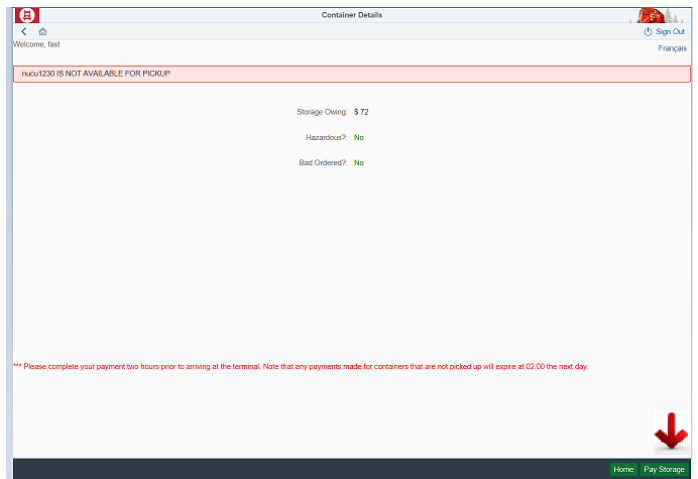 Container Details
Sign Out
Welcome, fast
Français
nucu1230 IS NOT AVAILABLE FOR PICKUP
Storage Owing: $ 72
Hazardous?: No
Bad Ordered?: No
*** Please complete your payment two hours prior to arriving at the terminal. Note that any payments made for containers that are not picked up will expire at 02:00 the next day.
Home Pay Storage